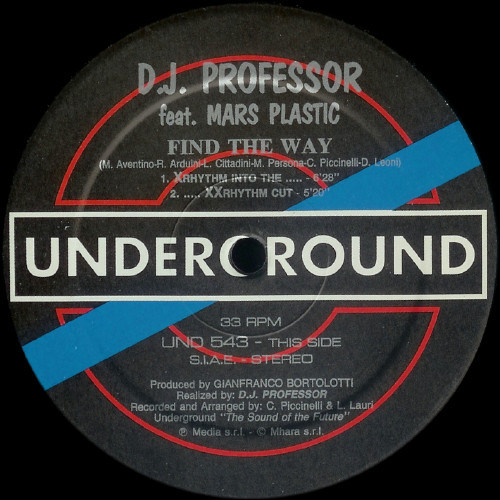 D.J. PROFESSOR
feat. MARS PLASTIC
FIND THE WAY
(M. Aventino-R. Arduini-L. Cittadini-M. Persona-C. Piccinelli-D. Leoni)
1. XRHYTHM INTO THE ..... - 6'28"
2. ..... XXRHYTHM CUT - 5'20"
UNDERGROUND
33 RPM
UND 543 - THIS SIDE
S.I.A.E. - STEREO
Produced by GIANFRANCO BORTOLOTTI
Realized by: D.J. PROFESSOR
Recorded and Arranged by: C. Piccinelli & L. Lauri
Underground "The Sound of the Future"
℗ Media s.r.l. - © Mhara s.r.l.